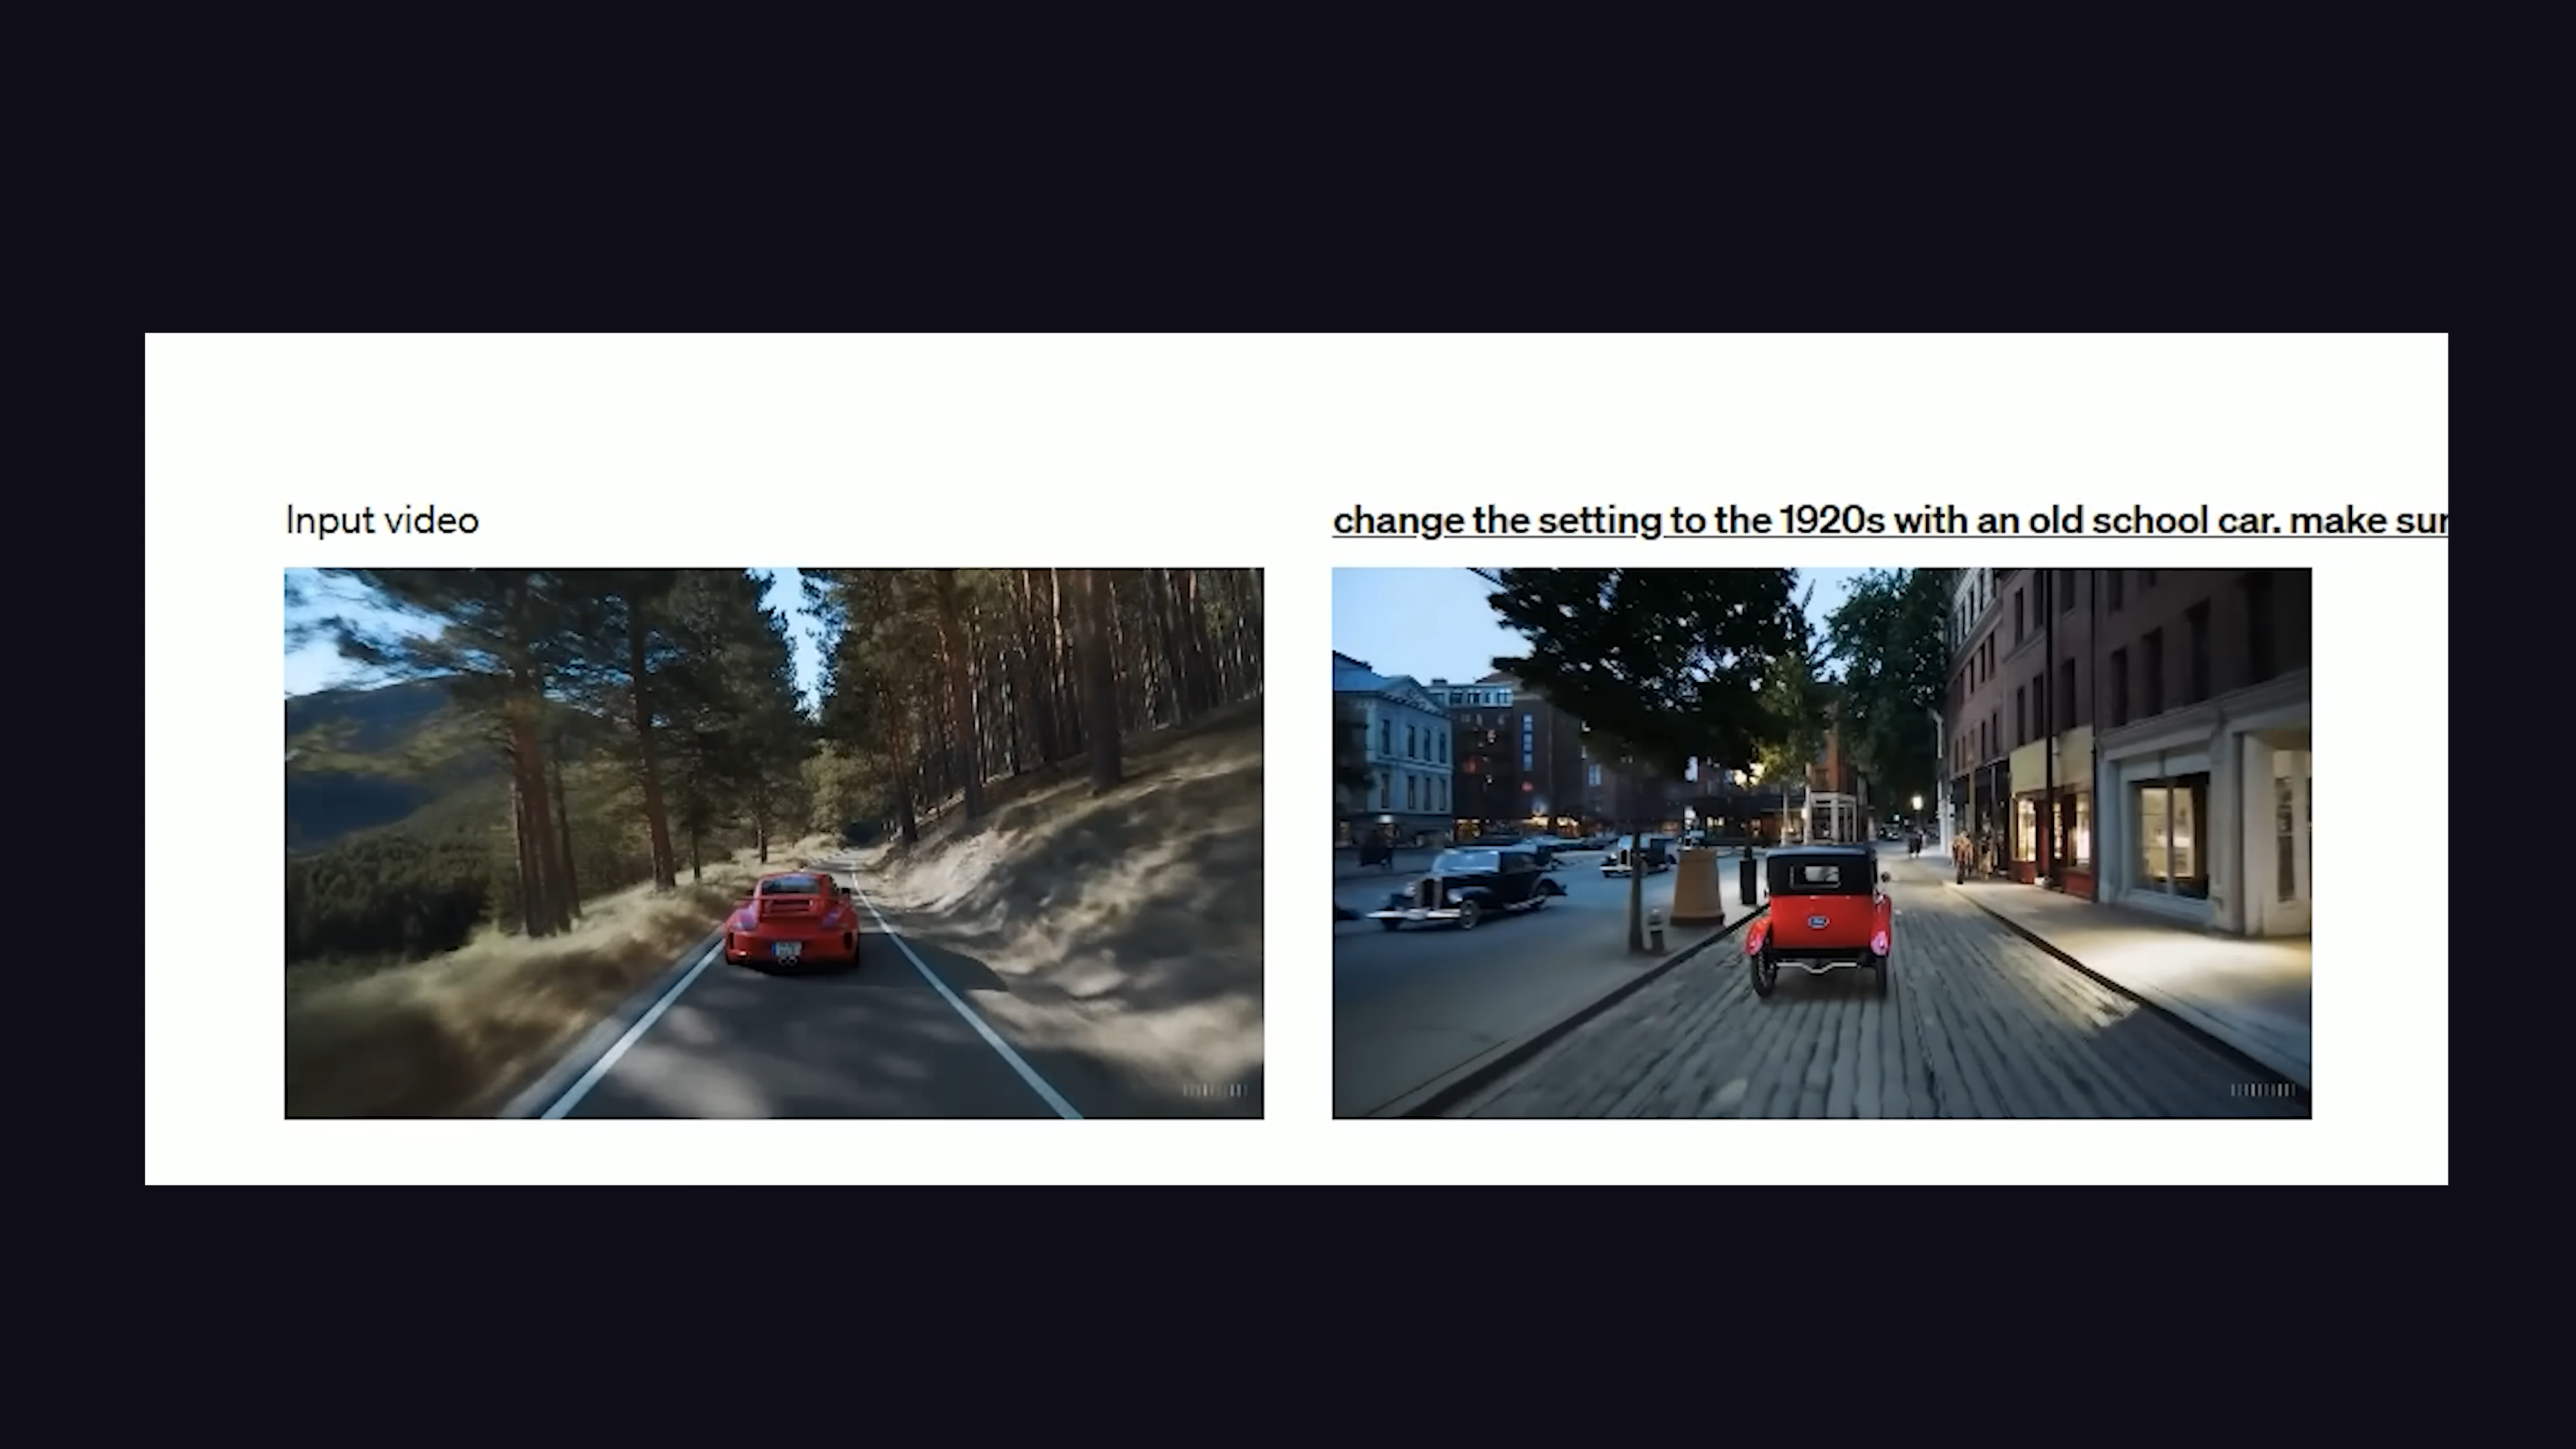 Input video
change the setting to the 1920s with an old school car. make sur